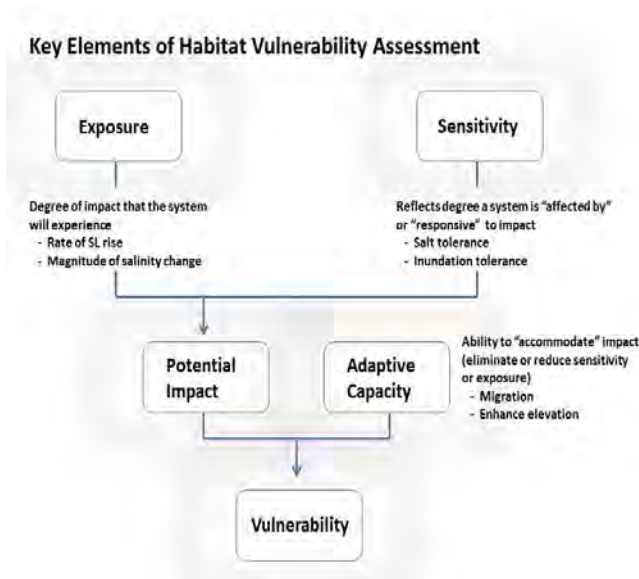 Key Elements of Habitat Vulnerability Assessment
Exposure
Sensitivity
Degree of impact that the system
will experience
- Rate of SL rise
- Magnitude of salinity change
Reflects degree a system is “affected by”
or “responsive” to impact
- Salt tolerance
- Inundation tolerance
Potential
Impact
Adaptive
Capacity
Ability to “accommodate” impact
(eliminate or reduce sensitivity
or exposure)
- Migration
- Enhance elevation
Vulnerability